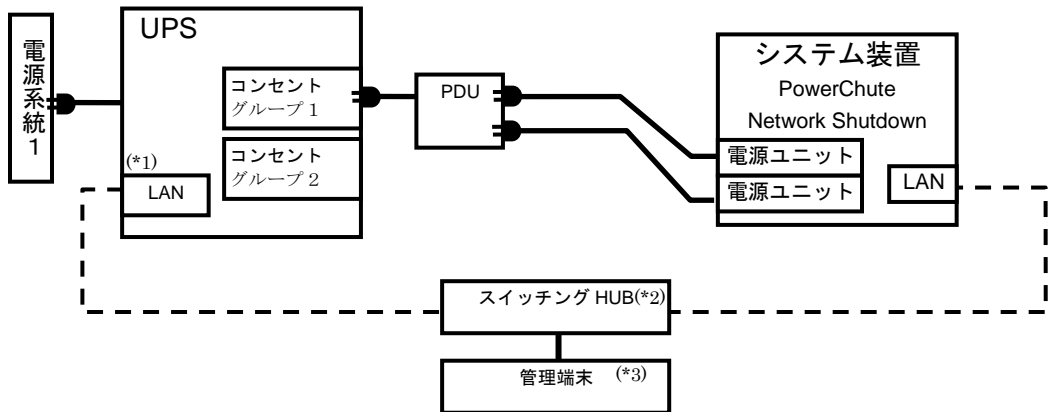 電源系統1
UPS
コンセント
グループ1
コンセント
グループ2
(*1)
LAN
PDU
システム装置
PowerChute
Network Shutdown
電源ユニット
電源ユニット
LAN
スイッチング HUB(*2)
管理端末 (*3)